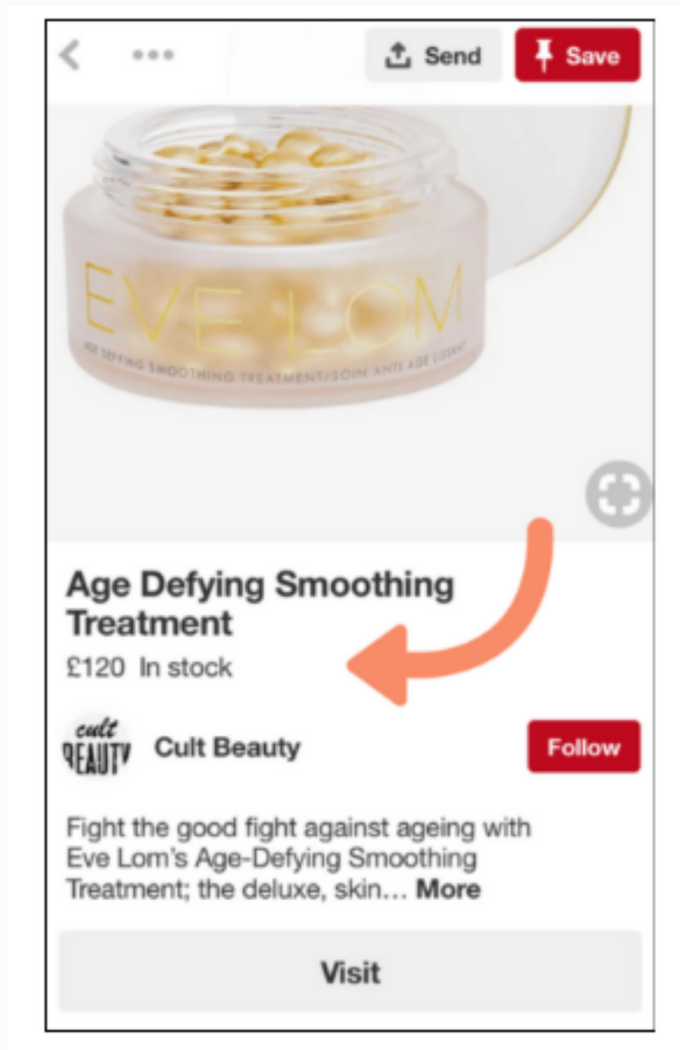 Send
Save
EVE LOM
AGE DEFYING SMOOTHING TREATMENT/SOIN ANTI AGE LISSANT
Age Defying Smoothing
Treatment
£120 In stock
cult
BEAUTY
Cult Beauty
Follow
Fight the good fight against ageing with
Eve Lom's Age-Defying Smoothing
Treatment; the deluxe, skin... More
Visit